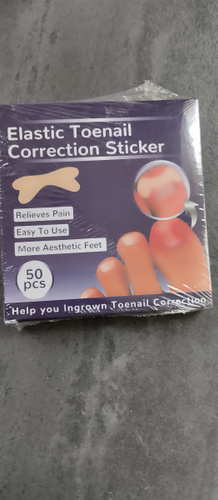 Elastic Toenail
Correction Sticker
Relieves Pain
Easy To Use
More Aesthetic Feet
50
pcs
Help you Ingrown Toenail Correction